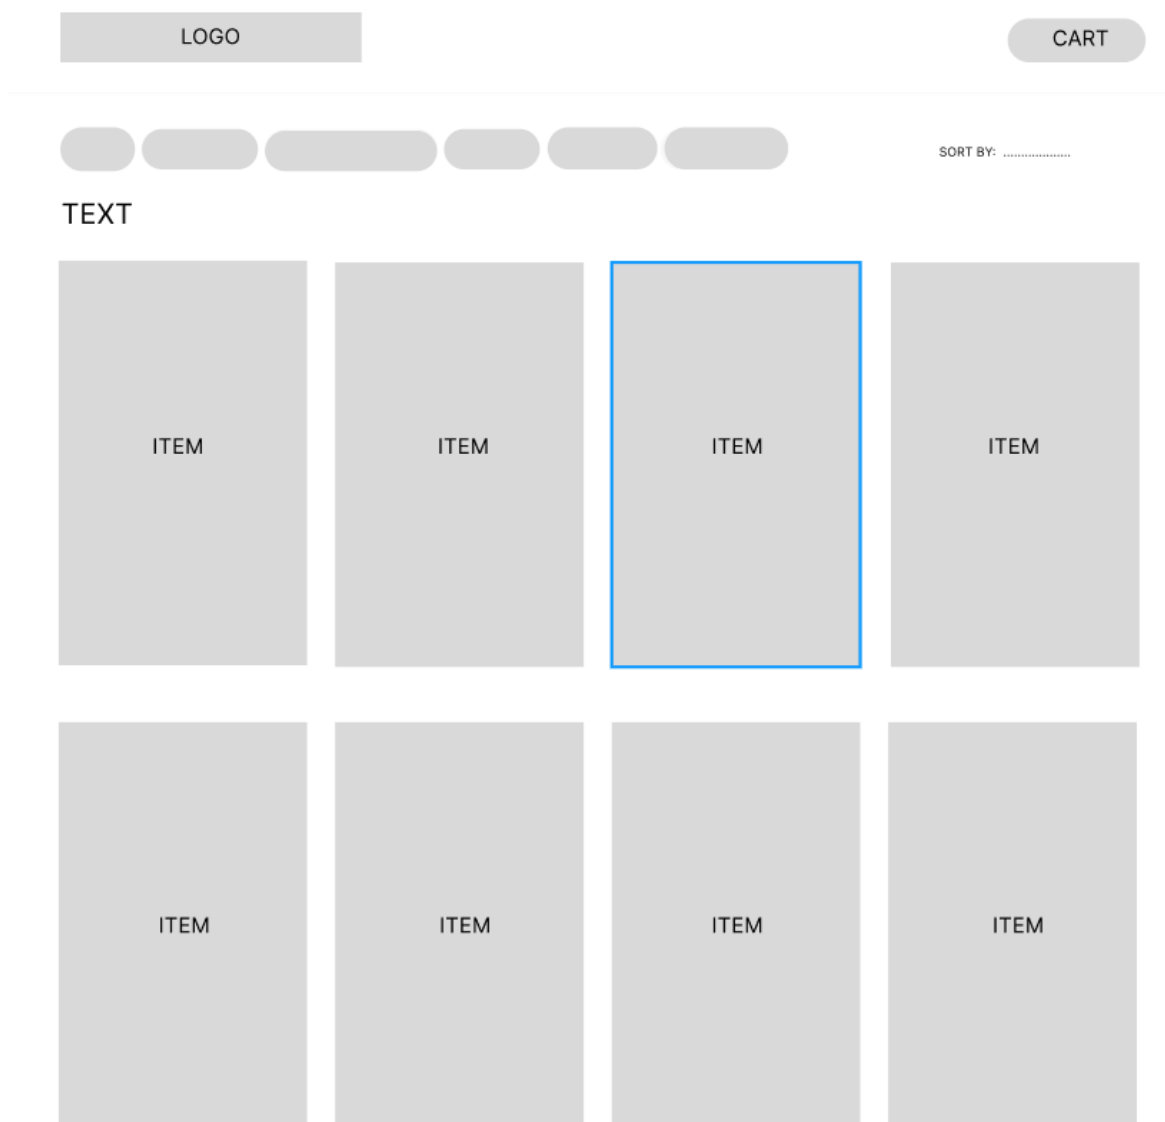 LOGO
CART
SORT BY: ...................
TEXT
ITEM
ITEM
ITEM
ITEM
ITEM
ITEM
ITEM
ITEM